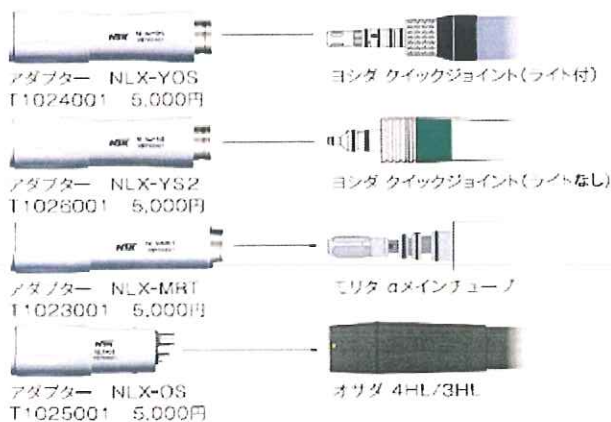 NSK
アダプター NLX-YOS
T1024001 5,000円
ヨシダ クイックジョイント(ライト付)
NSK
アダプター NLX-YS2
T1026001 5,000円
ヨシダ クイックジョイント(ライトなし)
NSK
アダプター NLX-MRT
T1023001 5,000円
モリタ αメインチューブ
NSK
アダプター NLX-OS
T1025001 5,000円
オサダ 4HL/3HL